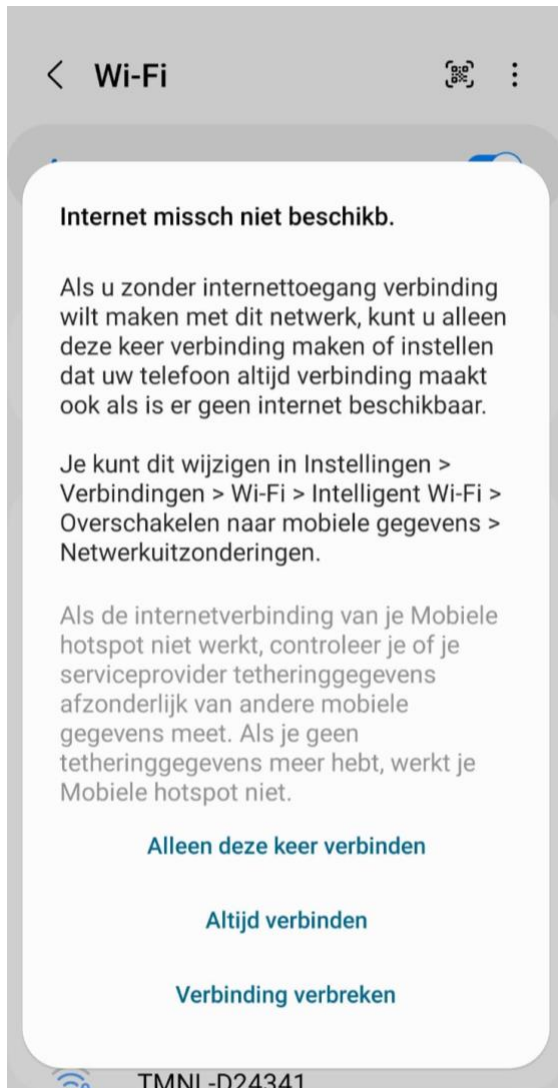 Wi-Fi
Internet missch niet beschikb.
Als u zonder internettoegang verbinding
wilt maken met dit netwerk, kunt u alleen
deze keer verbinding maken of instellen
dat uw telefoon altijd verbinding maakt
ook als is er geen internet beschikbaar.
Je kunt dit wijzigen in Instellingen >
Verbindingen > Wi-Fi > Intelligent Wi-Fi >
Overschakelen naar mobiele gegevens >
Netwerkuitzonderingen.
Als de internetverbinding van je Mobiele
hotspot niet werkt, controleer je of je
serviceprovider tetheringgegevens
afzonderlijk van andere mobiele
gegevens meet. Als je geen
tetheringgegevens meer hebt, werkt je
Mobiele hotspot niet.
Alleen deze keer verbinden
Altijd verbinden
Verbinding verbreken
TMNL-D24341